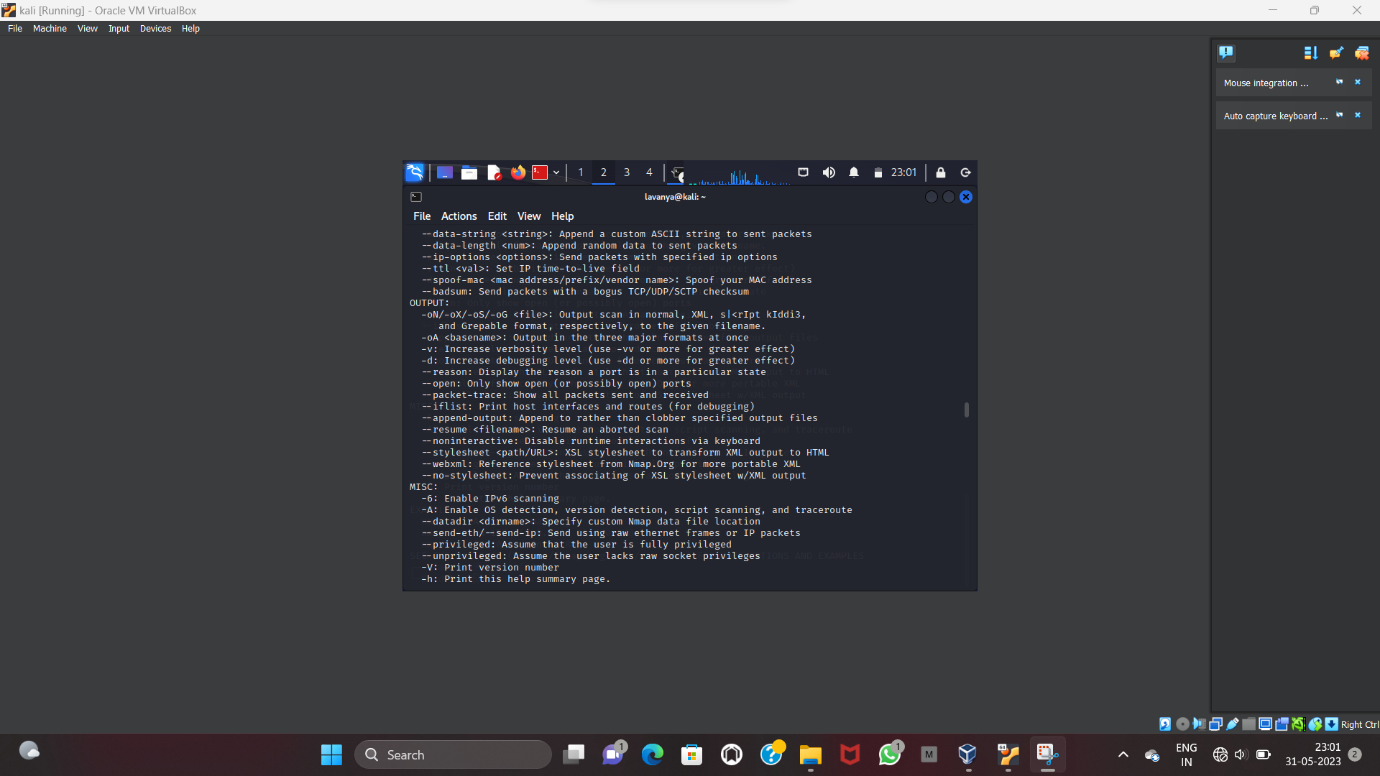 kali [Running] - Oracle VM VirtualBox
File Machine View Input Devices Help
Mouse integration ...
Auto capture keyboard ...
1 2 3 4 23:01
lavanya@kali: ~
File Actions Edit View Help
--data-string <string>: Append a custom ASCII string to sent packets
--data-length <num>: Append random data to sent packets
--ip-options <options>: Send packets with specified ip options
--ttl <val>: Set IP time-to-live field
--spoof-mac <mac address/prefix/vendor name>: Spoof your MAC address
--badsum: Send packets with a bogus TCP/UDP/SCTP checksum
OUTPUT:
-oN/-oX/-oS/-oG <file>: Output scan in normal, XML, s|<rIpt kIddi3,
and Grepable format, respectively, to the given filename.
-oA <basename>: Output in the three major formats at once
-v: Increase verbosity level (use -vv or more for greater effect)
-d: Increase debugging level (use -dd or more for greater effect)
--reason: Display the reason a port is in a particular state
--open: Only show open (or possibly open) ports
--packet-trace: Show all packets sent and received
--iflist: Print host interfaces and routes (for debugging)
--append-output: Append to rather than clobber specified output files
--resume <filename>: Resume an aborted scan
--noninteractive: Disable runtime interactions via keyboard
--stylesheet <path/URL>: XSL stylesheet to transform XML output to HTML
--webxml: Reference stylesheet from Nmap.Org for more portable XML
--no-stylesheet: Prevent associating of XSL stylesheet w/XML output
MISC:
-6: Enable IPv6 scanning
-A: Enable OS detection, version detection, script scanning, and traceroute
--datadir <dirname>: Specify custom Nmap data file location
--send-eth/--send-ip: Send using raw ethernet frames or IP packets
--privileged: Assume that the user is fully privileged
--unprivileged: Assume the user lacks raw socket privileges
-V: Print version number
-h: Print this help summary page.
Right Ctrl
Search
1
1
M
ENG
IN
23:01
31-05-2023
2